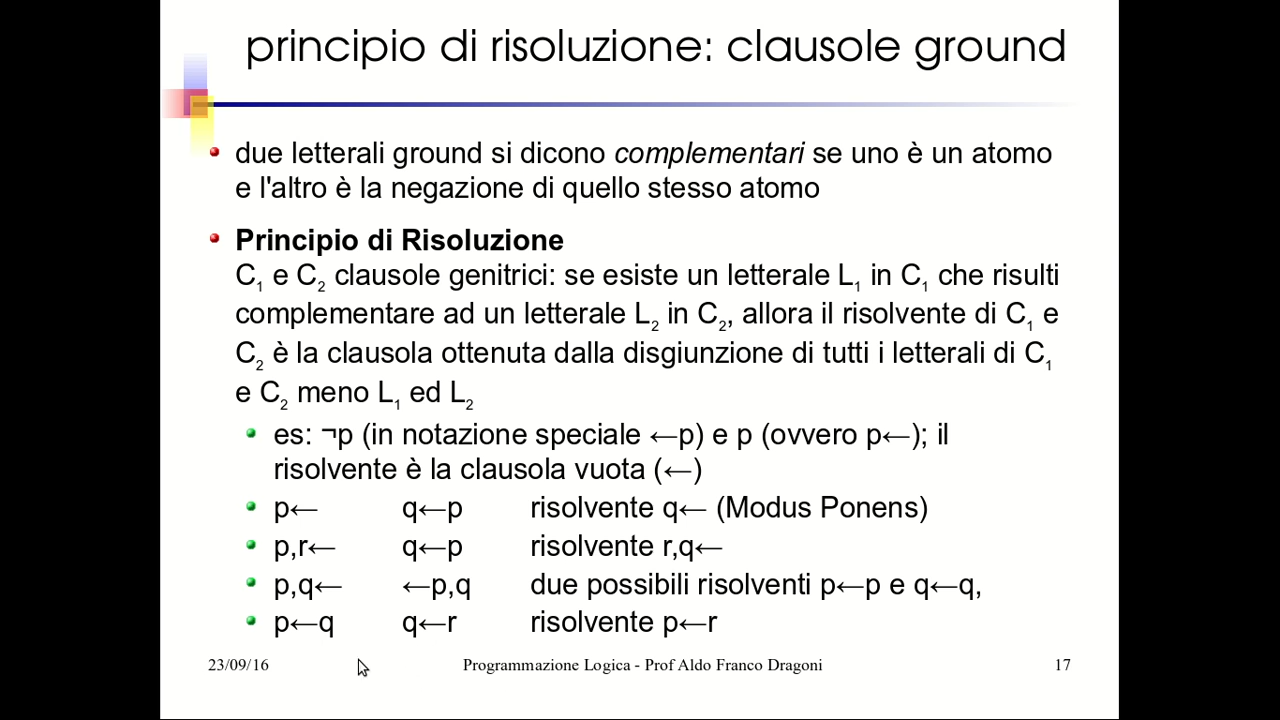 principio di risoluzione: clausole ground
due letterali ground si dicono complementari se uno è un atomo
e l'altro è la negazione di quello stesso atomo
Principio di Risoluzione
C1 e C2 clausole genitrici: se esiste un letterale L1 in C1 che risulti
complementare ad un letterale L2 in C2, allora il risolvente di C1 e
C2 è la clausola ottenuta dalla disgiunzione di tutti i letterali di C1
e C2 meno L1 ed L2
es: ¬p (in notazione speciale ←p) e p (ovvero p←); il
risolvente è la clausola vuota (←)
p← q←p risolvente q← (Modus Ponens)
p,r← q←p risolvente r,q←
p,q← ←p,q due possibili risolventi p←p e q←q,
p←q q←r risolvente p←r
23/09/16 Programmazione Logica - Prof Aldo Franco Dragoni 17